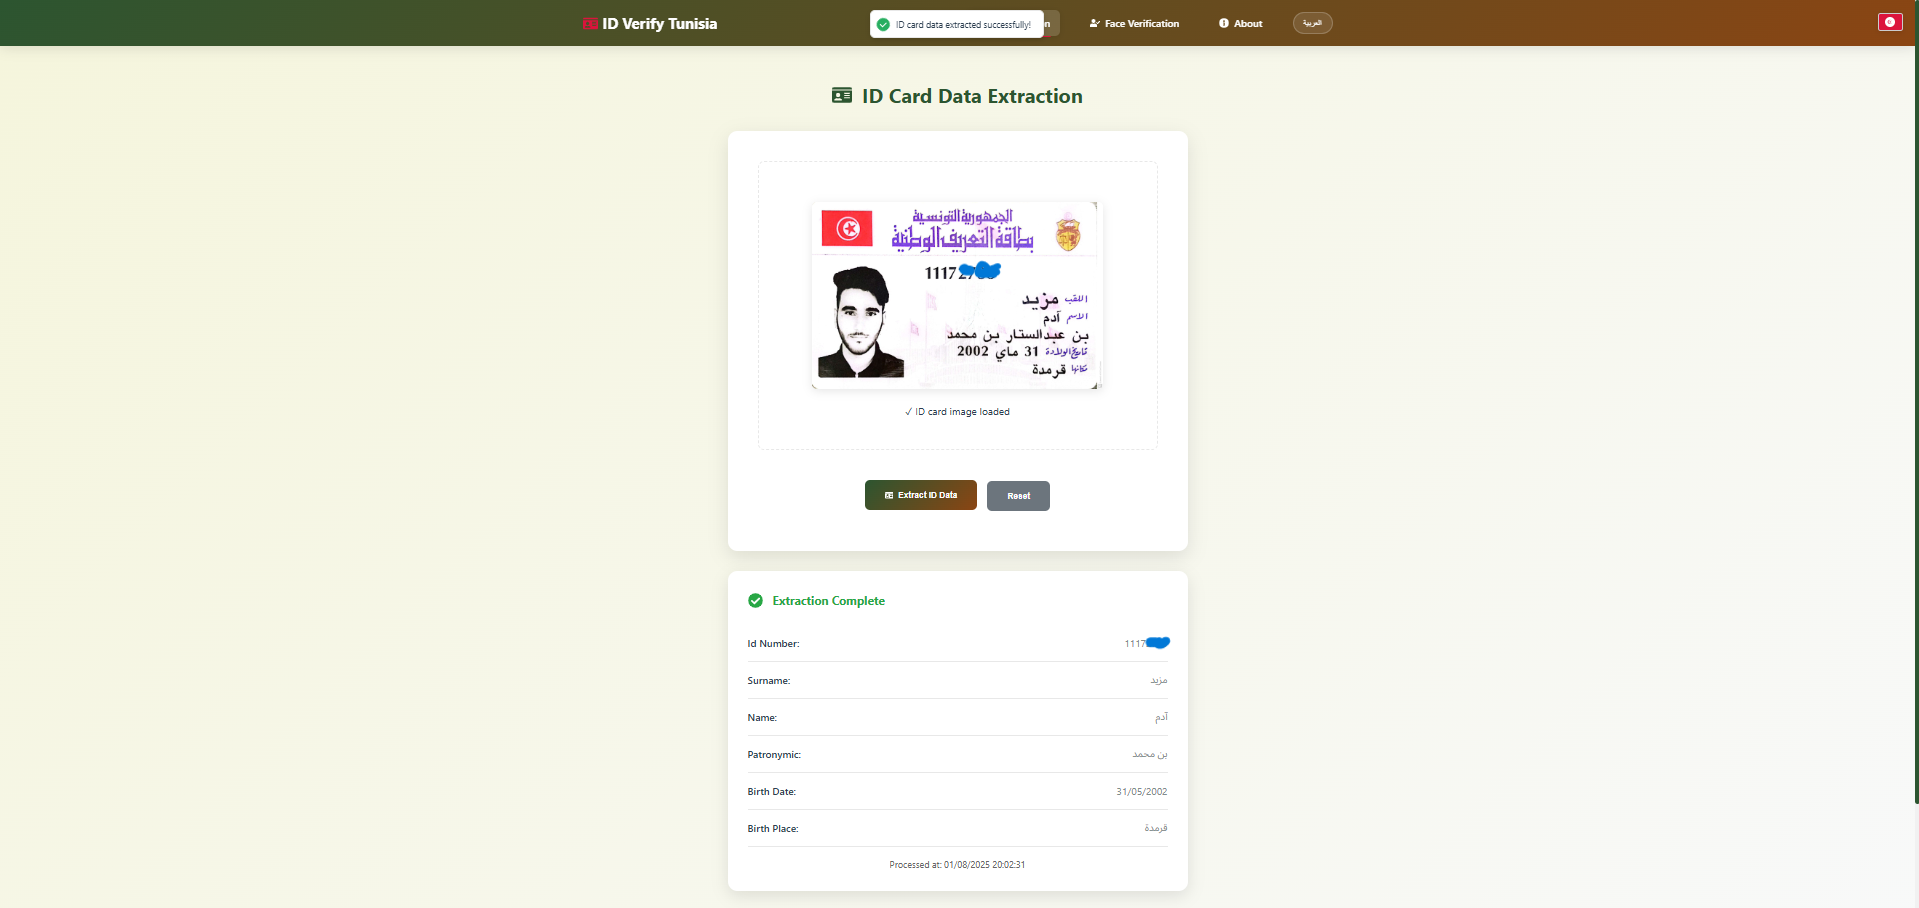 ID Verify Tunisia
ID card data extracted successfully!
Face Verification
About
العربية
ID Card Data Extraction
الجمهورية التونسية
بطاقة التعريف الوطنية
1117
اللقب مزيد
الاسم آدم
بن عبدالستار بن محمد
تاريخ الولادة 31 ماي 2002
مكانها قرمدة
✓ ID card image loaded
Extract ID Data
Reset
Extraction Complete
Id Number: 1117
Surname: مزيد
Name: آدم
Patronymic: بن محمد
Birth Date: 31/05/2002
Birth Place: قرمدة
Processed at: 01/08/2025 20:02:31